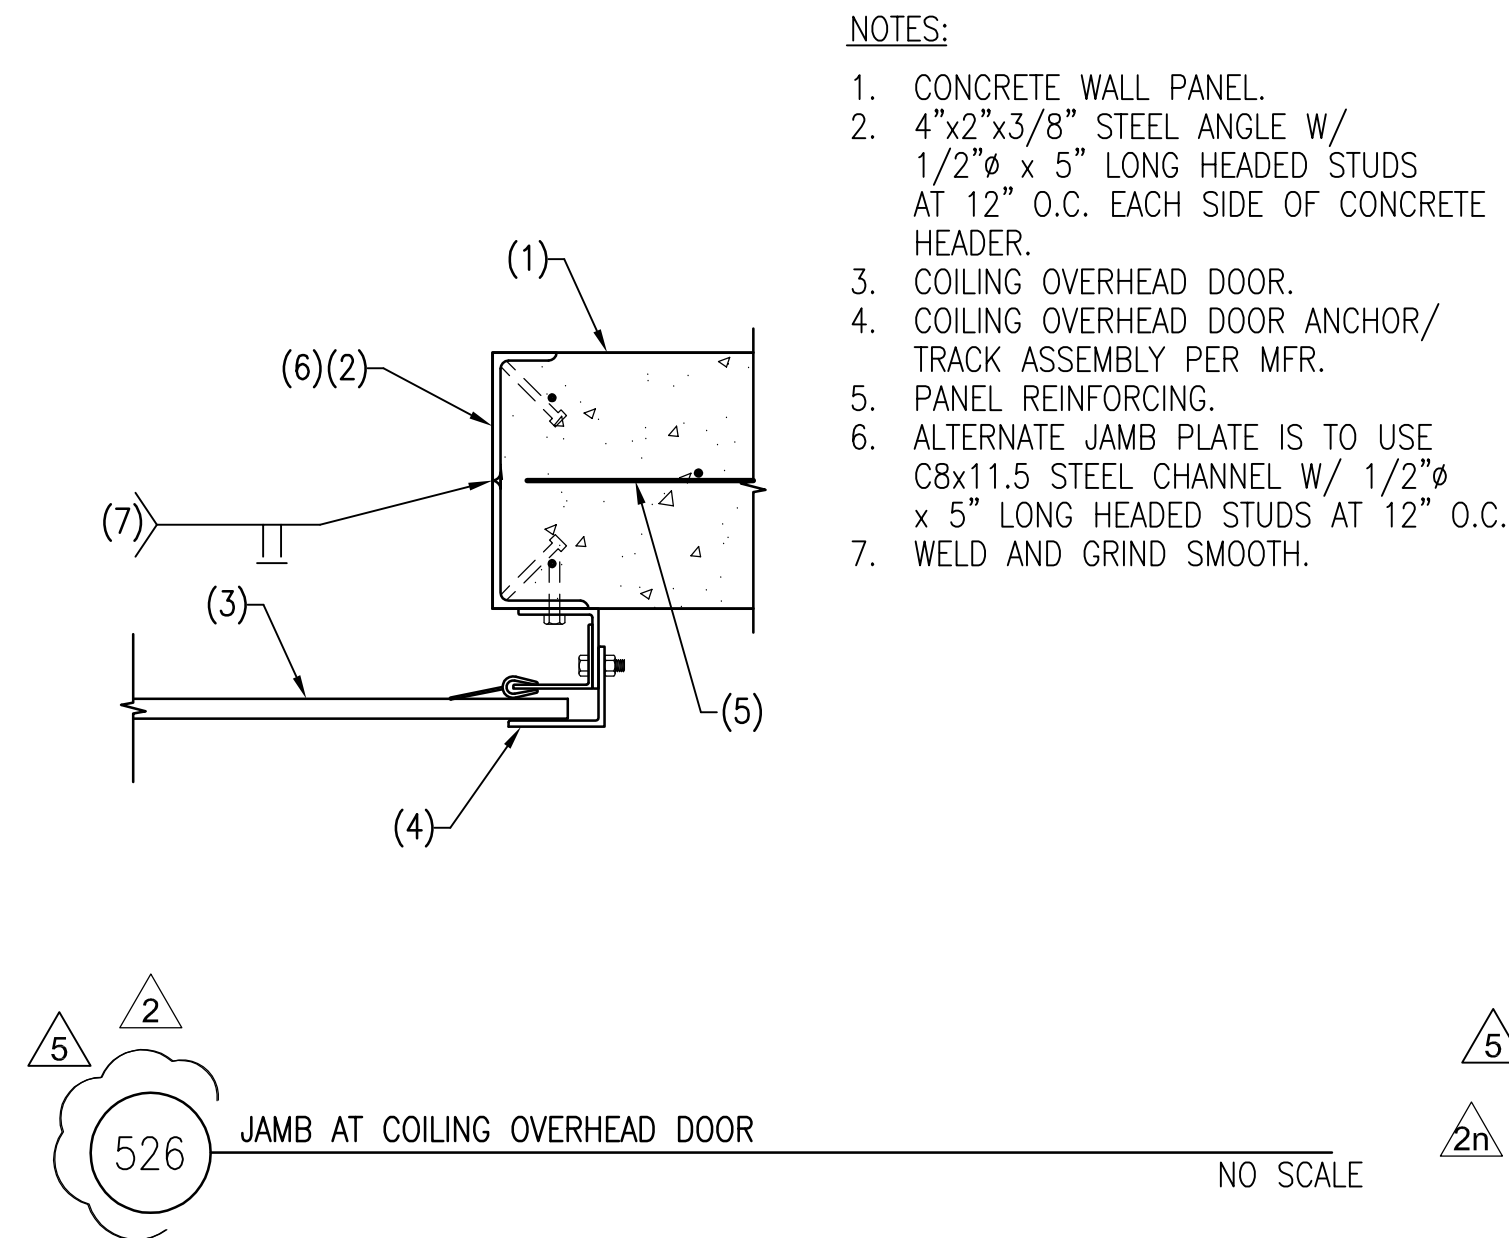 NOTES:
1. CONCRETE WALL PANEL.
2. 4”x2”x3/8” STEEL ANGLE W/
1/2”ø x 5” LONG HEADED STUDS
AT 12” O.C. EACH SIDE OF CONCRETE
HEADER.
3. COILING OVERHEAD DOOR.
4. COILING OVERHEAD DOOR ANCHOR/
TRACK ASSEMBLY PER MFR.
5. PANEL REINFORCING.
6. ALTERNATE JAMB PLATE IS TO USE
C8x11.5 STEEL CHANNEL W/ 1/2”ø
x 5” LONG HEADED STUDS AT 12” O.C.
7. WELD AND GRIND SMOOTH.
(1)
(6)(2)
(7)
(3)
(5)
(4)
2
5
5
526
JAMB AT COILING OVERHEAD DOOR
2n
NO SCALE